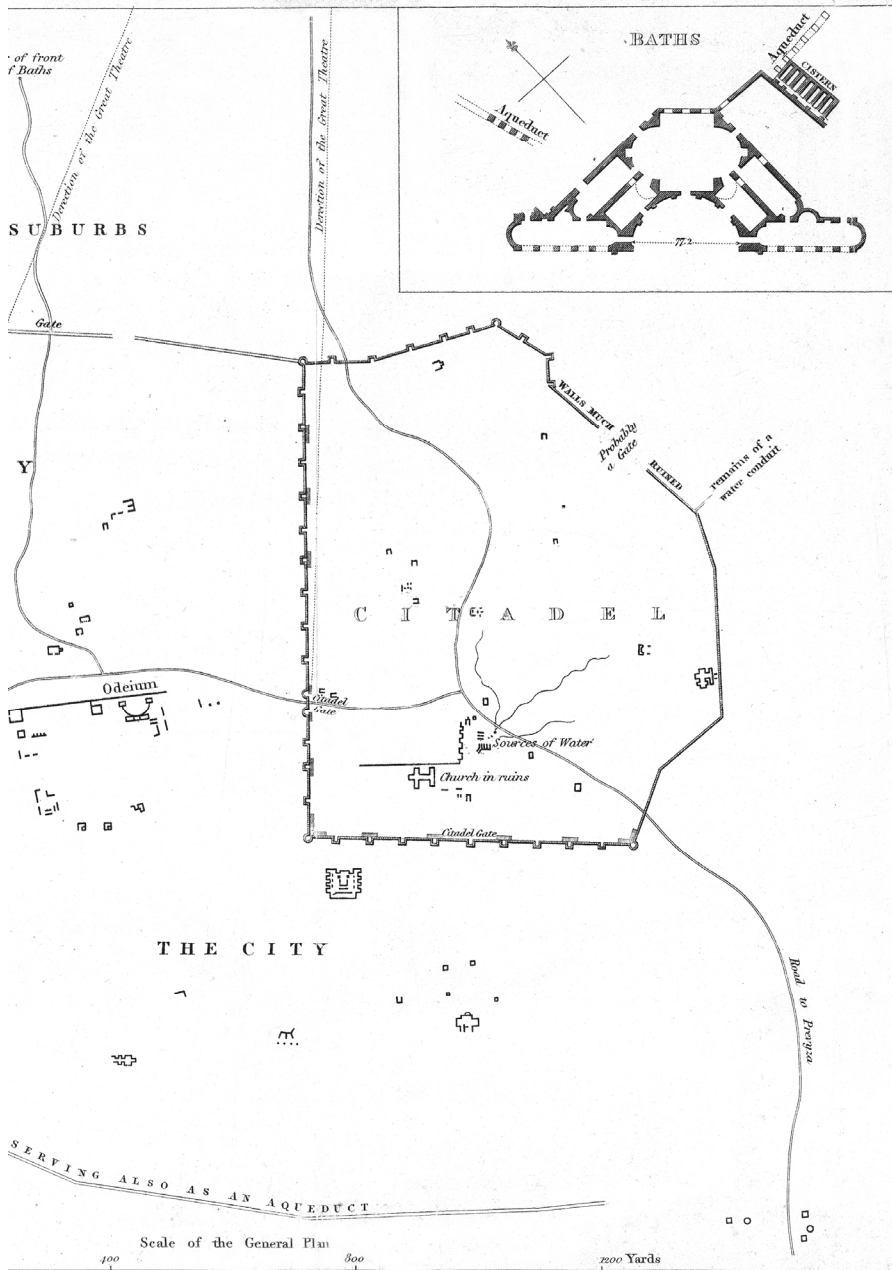 BATHS
Aqueduct
CISTERN
Aqueduct
77.2
of front
f Baths
Direction of the Great Theatre
Direction of the Great Theatre
SUBURBS
Gate
WALLS MUCH
Probably
a Gate
RUINED
remains of a
water conduit
Y
CITADEL
Odeium
Citadel
Gate
Sources of Water
Church in ruins
Citadel Gate
THE CITY
Road to Prevyza
SERVING ALSO AS AN AQUEDUCT
Scale of the General Plan
400
800
1200 Yards